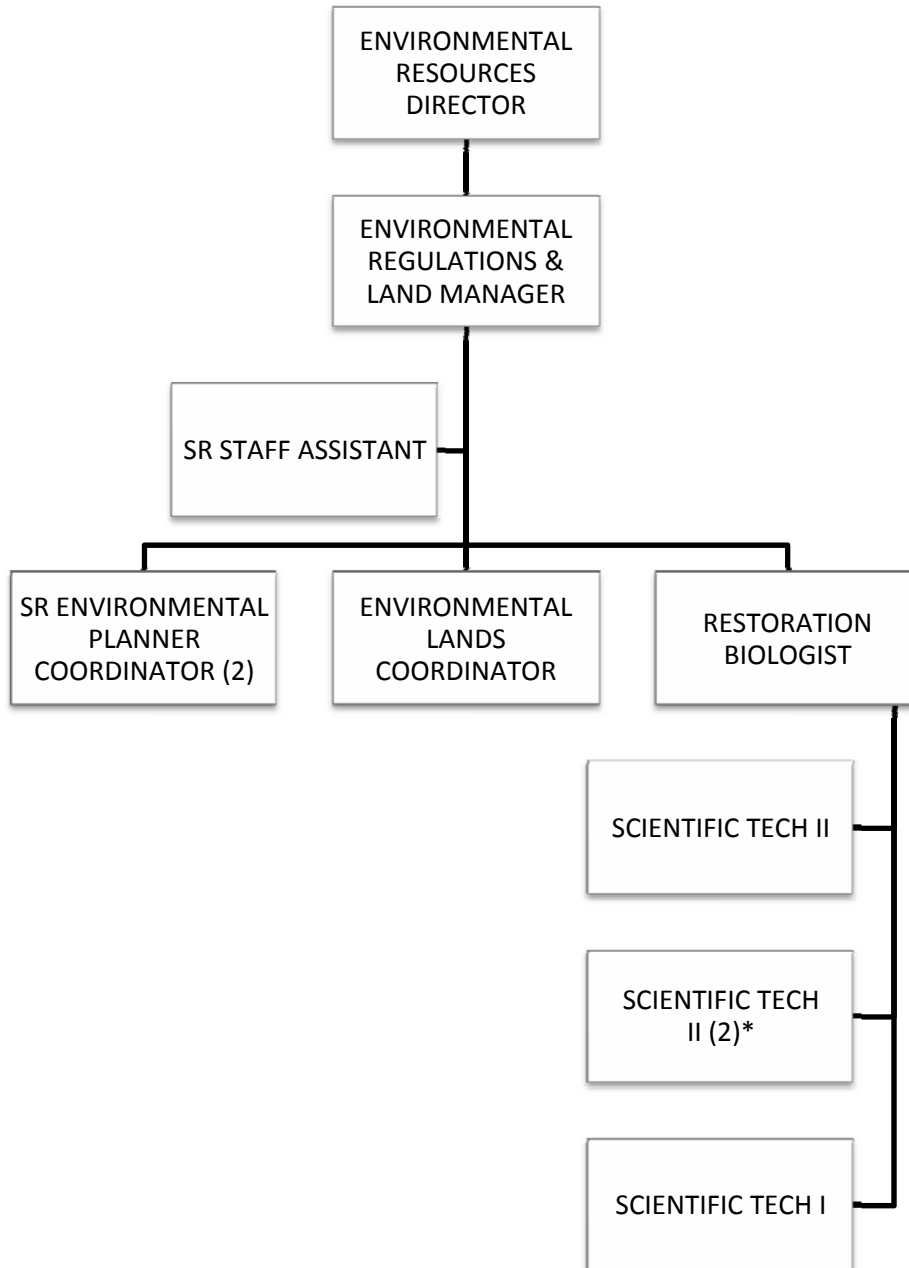 ENVIRONMENTAL
RESOURCES
DIRECTOR
ENVIRONMENTAL
REGULATIONS &
LAND MANAGER
SR STAFF ASSISTANT
SR ENVIRONMENTAL
PLANNER
COORDINATOR (2)
ENVIRONMENTAL
LANDS
COORDINATOR
RESTORATION
BIOLOGIST
SCIENTIFIC TECH II
SCIENTIFIC TECH
II (2)*
SCIENTIFIC TECH I